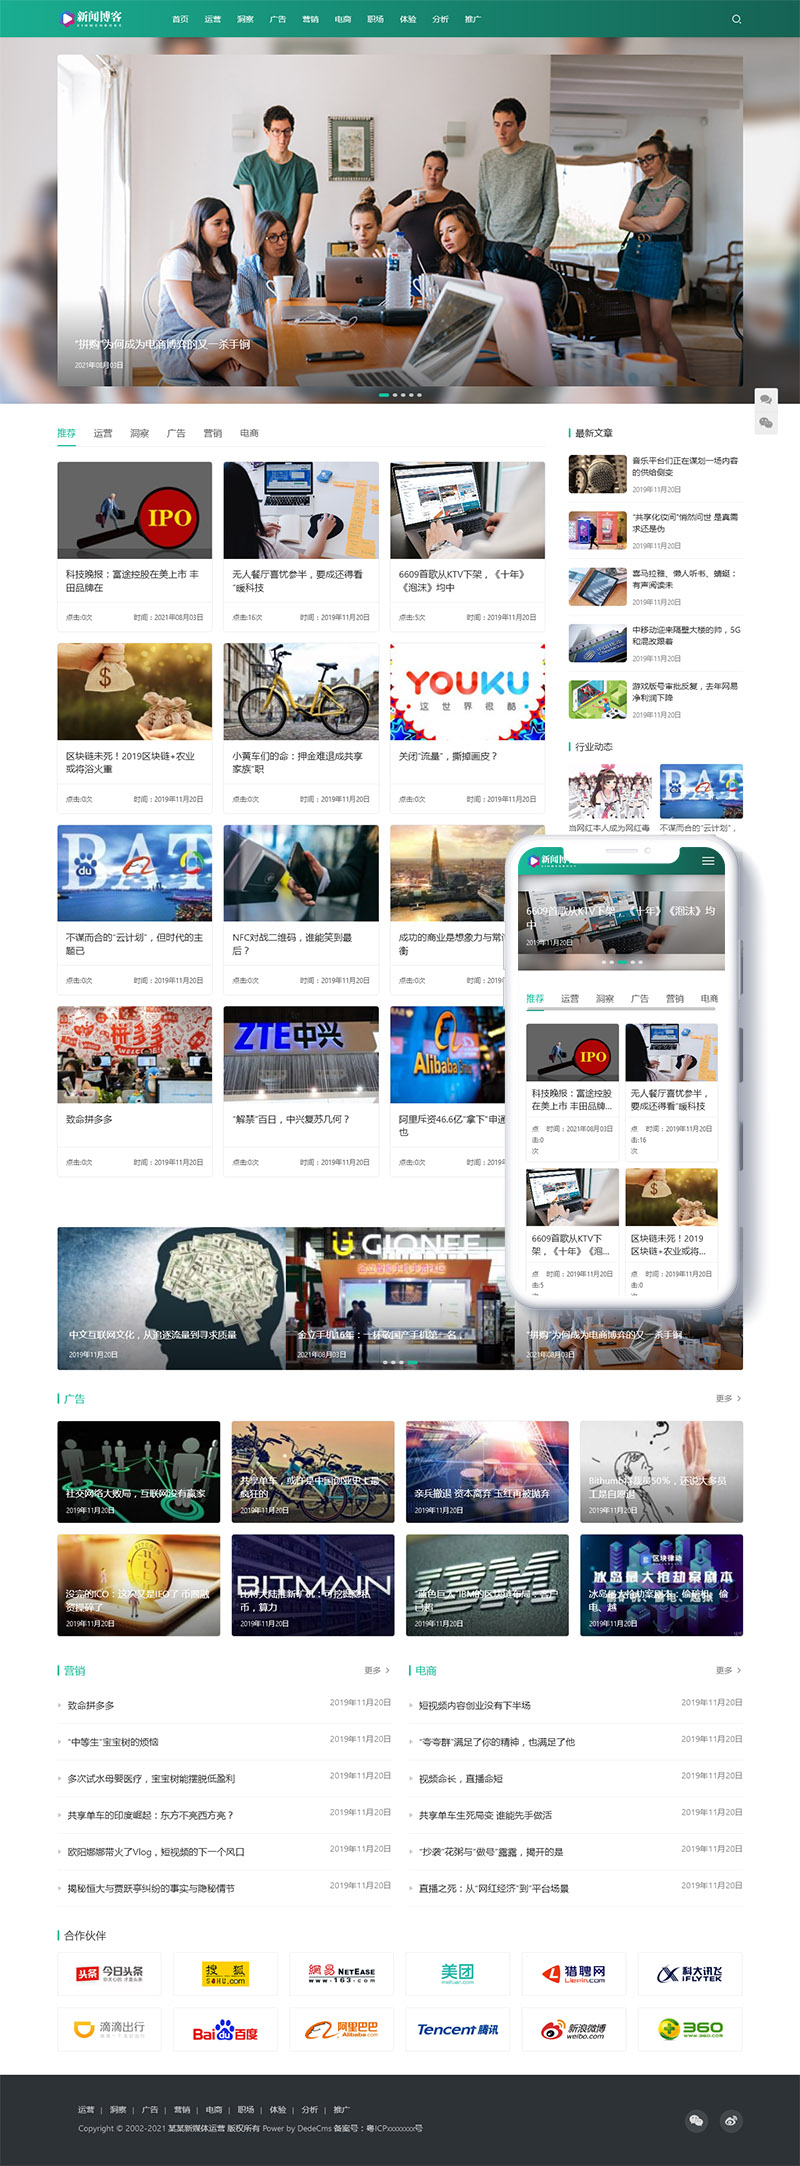 新闻博客
首页 运营 洞察 广告 营销 电商 职场 体验 分析 推广
“拼购”为何成为电商博弈的又一杀手锏
2021年08月03日
推荐 运营 洞察 广告 营销 电商
最新文章
音乐平台们正在谋划一场内容
的供给侧变
2019年11月20日
“共享化妆间”悄然问世 是真需
求还是伪
2019年11月20日
喜马拉雅、懒人听书、蜻蜓：
有声阅读未
2019年11月20日
中移动迎来隔壁大楼的帅，5G
和混改跟着
2019年11月20日
游戏版号审批反复，去年网易
净利润下降
2019年11月20日
行业动态
当网红本人成为网红毒
BAT
不谋而合的“云计划”，
IPO
科技晚报：富途控股在美上市 丰
田品牌在
点击:0次 时间：2021年08月03日
无人餐厅喜忧参半，要成还得看
“暖科技
点击:16次 时间：2019年11月20日
6609首歌从KTV下架，《十年》
《泡沫》均中
点击:5次 时间：2019年11月20日
区块链未死！2019区块链+农业
或将浴火重
点击:0次 时间：2019年11月20日
小黄车们的命：押金难退成共享
家族“职
点击:0次 时间：2019年11月20日
YOUKU
这世界很酷
关闭“流量”，撕掉画皮？
点击:0次 时间：2019年11月20日
BAT
du
不谋而合的“云计划”，但时代的主
题已
点击:0次 时间：2019年11月20日
NFC对战二维码，谁能笑到最
后？
点击:0次 时间：2019年11月20日
成功的商业是想象力与常
衡
点击:0次
拼多多
致命拼多多
点击:0次 时间：2019年11月20日
ZTE中兴
“解禁”百日，中兴复苏几何？
点击:0次 时间：2019年11月20日
Alibaba
阿里斥资46.6亿“拿下”申通
也
点击:0次
6609首歌从KTV下架，《十年》《泡沫》均
中
2019年11月20日
推荐 运营 洞察 广告 营销 电商
IPO
科技晚报：富途控股
在美上市 丰田品牌...
点击:0次 时间：2021年08月03日
无人餐厅喜忧参半，
要成还得看“暖科技
点击:16次 时间：2019年11月20日
6609首歌从KTV下
架，《十年》《泡...
点击:5 时间：2019年11月20日
区块链未死！2019
区块链+农业或将...
点击:0 时间：2019年11月20日
中文互联网文化，从追逐流量到寻求质量
2019年11月20日
GIONEE
金立手机16年：一杯敬国产手机第一名
2021年08月03日
“拼购”为何成为电商博弈的又一杀手锏
2021年08月03日
广告
更多
社交网络大败局，互联网没有赢家
2019年11月20日
共享单车，或许是中国创业史上最
疯狂的
2019年11月20日
亲兵撤退 资本离弃 玉红再被抛弃
2019年11月20日
Bithumb将裁员50%，还说大多员
工是自愿退
2019年11月20日
没完的ICO：这次又是IEO了 币圈融
资操碎了
2019年11月20日
BITMAIN
比特大陆推新矿机：可挖掘隐私
币，算力
2019年11月20日
IBM
“蓝色巨人”IBM的区块链布局：客户
已超
2019年11月20日
区块律动
冰岛最大抢劫案剧本
冰岛最大抢劫案剧本：偷矿机、偷
电、越
2019年11月20日
营销
更多
致命拼多多 2019年11月20日
“中等生”宝宝树的烦恼 2019年11月20日
多次试水母婴医疗，宝宝树能摆脱低盈利 2019年11月20日
共享单车的印度崛起：东方不亮西方亮？ 2019年11月20日
欧阳娜娜带火了Vlog，短视频的下一个风口 2019年11月20日
揭秘恒大与贾跃亭纠纷的事实与隐秘情节 2019年11月20日
电商
更多
短视频内容创业没有下半场 2019年11月20日
“夸夸群”满足了你的精神，也满足了他 2019年11月20日
视频命长，直播命短 2019年11月20日
共享单车生死局变 谁能先手做活 2019年11月20日
“抄袭”花粥与“做号”露露，揭开的是 2019年11月20日
直播之死：从“网红经济”到“平台场景 2019年11月20日
合作伙伴
头条 今日头条
搜狐 SOHU.com
網易 NETEASE www.163.com
美团 meituan.com
猎聘网 Liepin.com
科大讯飞 iFLYTEK
滴滴出行
Bai du 百度
阿里巴巴 Alibaba.com
Tencent 腾讯
新浪微博 weibo.com
360 www.360.com
运营 | 洞察 | 广告 | 营销 | 电商 | 职场 | 体验 | 分析 | 推广
Copyright © 2002-2021 某某新媒体运营 版权所有 Power by DedeCms 备案号：粤ICPxxxxxxxx号